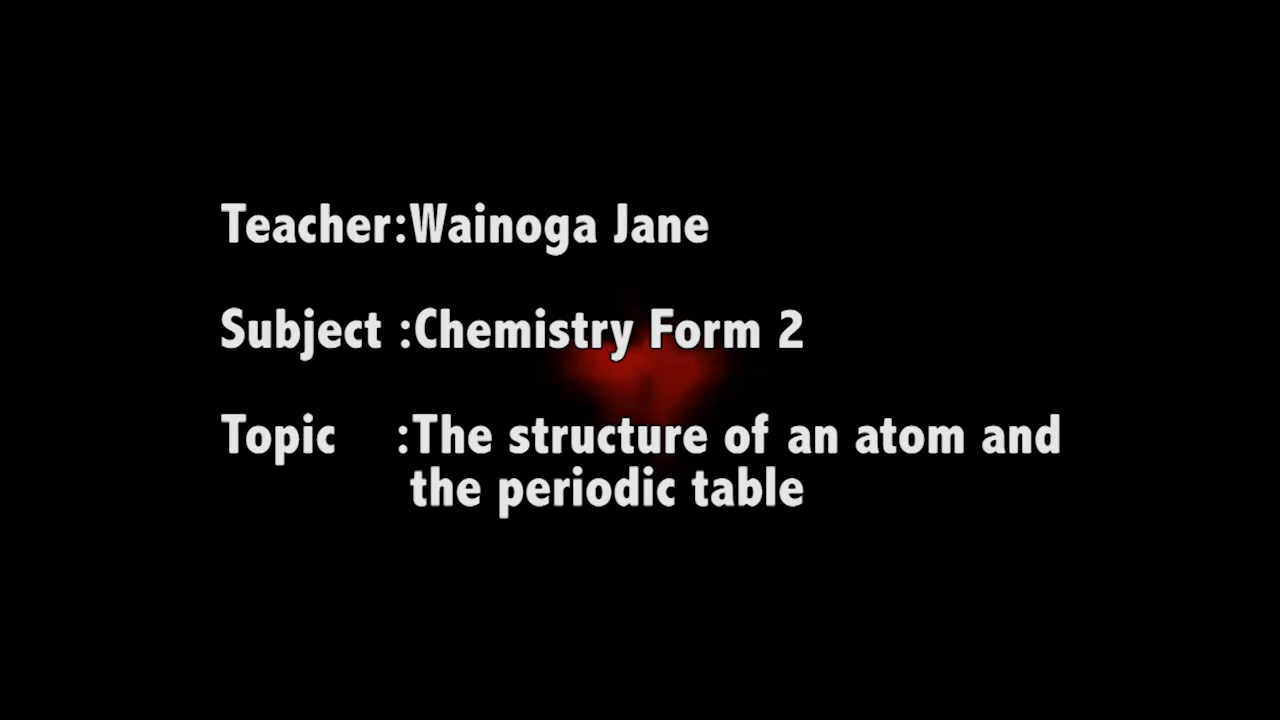 Teacher:Wainoga Jane
Subject :Chemistry Form 2
Topic :The structure of an atom and
the periodic table